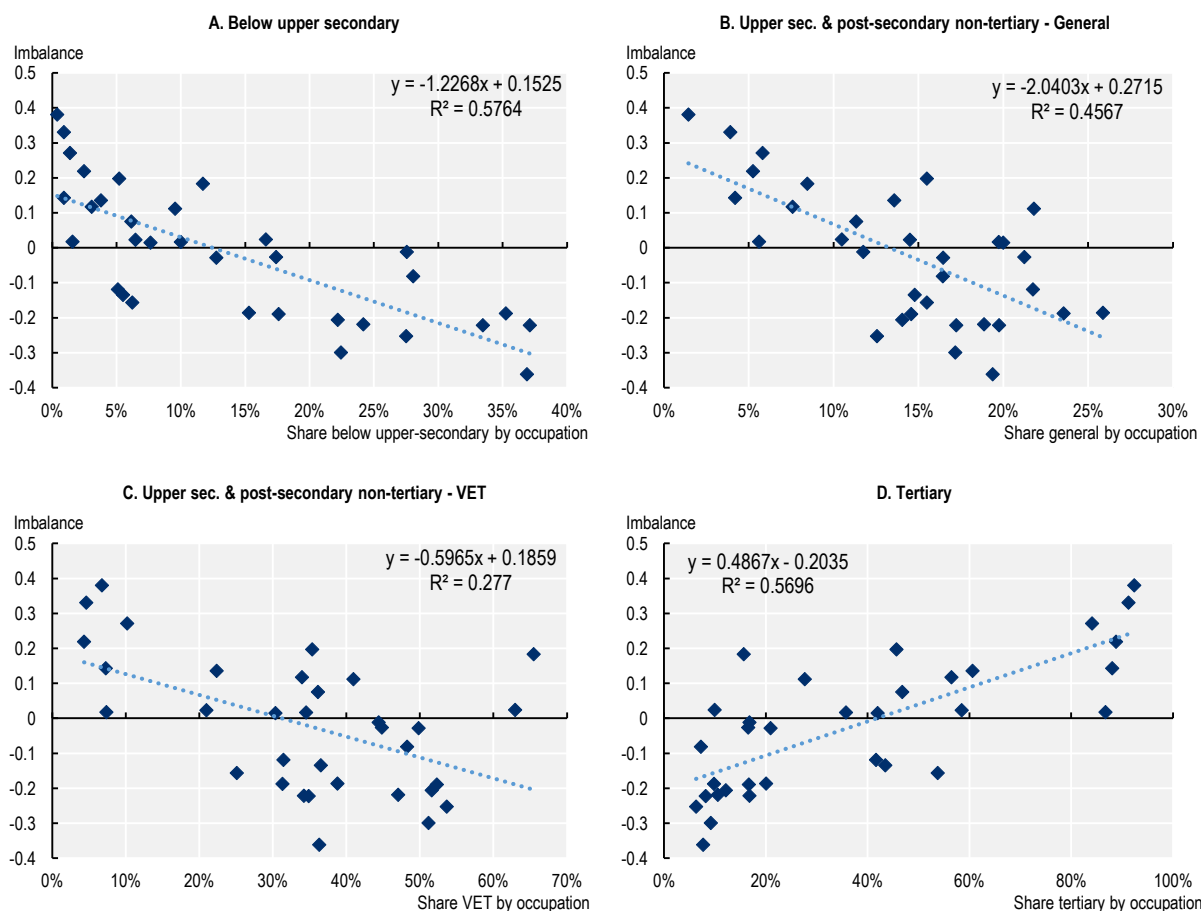 A. Below upper secondary
Imbalance
0.5
0.4
0.3
0.2
0.1
0
-0.1
-0.2
-0.3
-0.4
y = -1.2268x + 0.1525
R² = 0.5764
0% 5% 10% 15% 20% 25% 30% 35% 40%
Share below upper-secondary by occupation
B. Upper sec. & post-secondary non-tertiary - General
Imbalance
0.5
0.4
0.3
0.2
0.1
0
-0.1
-0.2
-0.3
-0.4
y = -2.0403x + 0.2715
R² = 0.4567
0% 5% 10% 15% 20% 25% 30%
Share general by occupation
C. Upper sec. & post-secondary non-tertiary - VET
Imbalance
0.5
0.4
0.3
0.2
0.1
0
-0.1
-0.2
-0.3
-0.4
y = -0.5965x + 0.1859
R² = 0.277
0% 10% 20% 30% 40% 50% 60% 70%
Share VET by occupation
D. Tertiary
Imbalance
0.5
0.4
0.3
0.2
0.1
0
-0.1
-0.2
-0.3
-0.4
y = 0.4867x - 0.2035
R² = 0.5696
0% 20% 40% 60% 80% 100%
Share tertiary by occupation